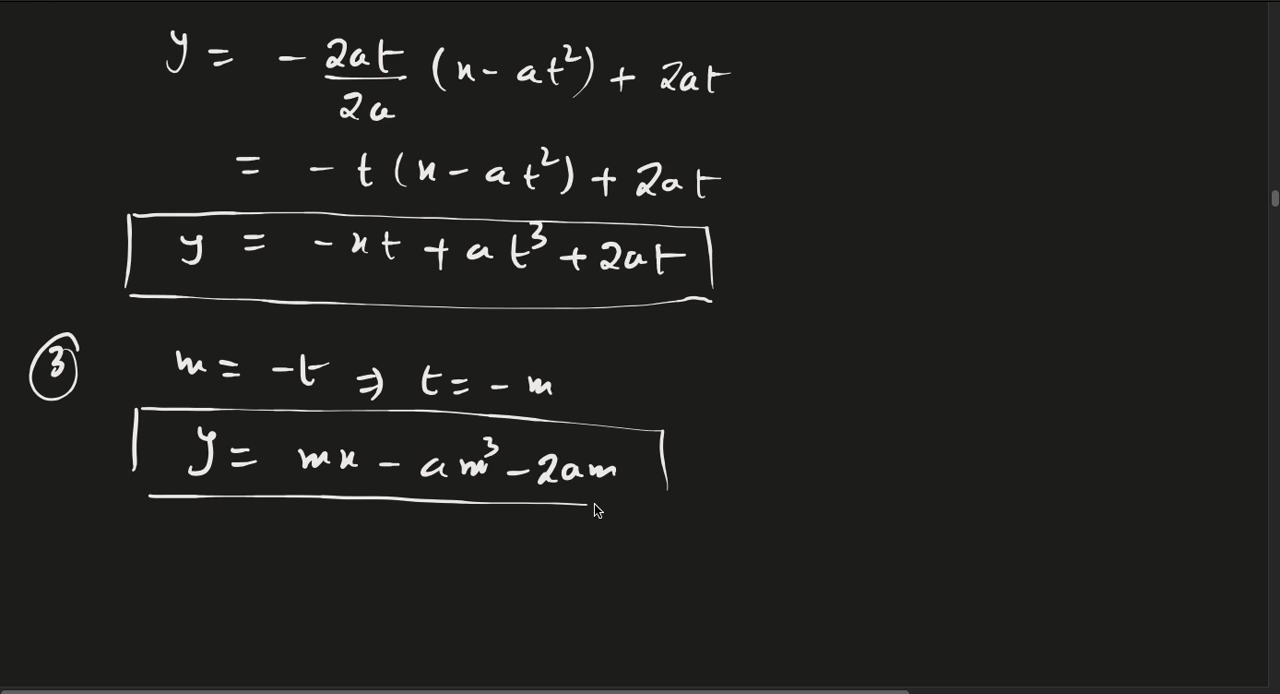 y = - 2at/2a (x - at²) + 2at
= - t (x - at²) + 2at
y = - xt + at³ + 2at
③ m = -t ⇒ t = - m
y = mx - am³ - 2am